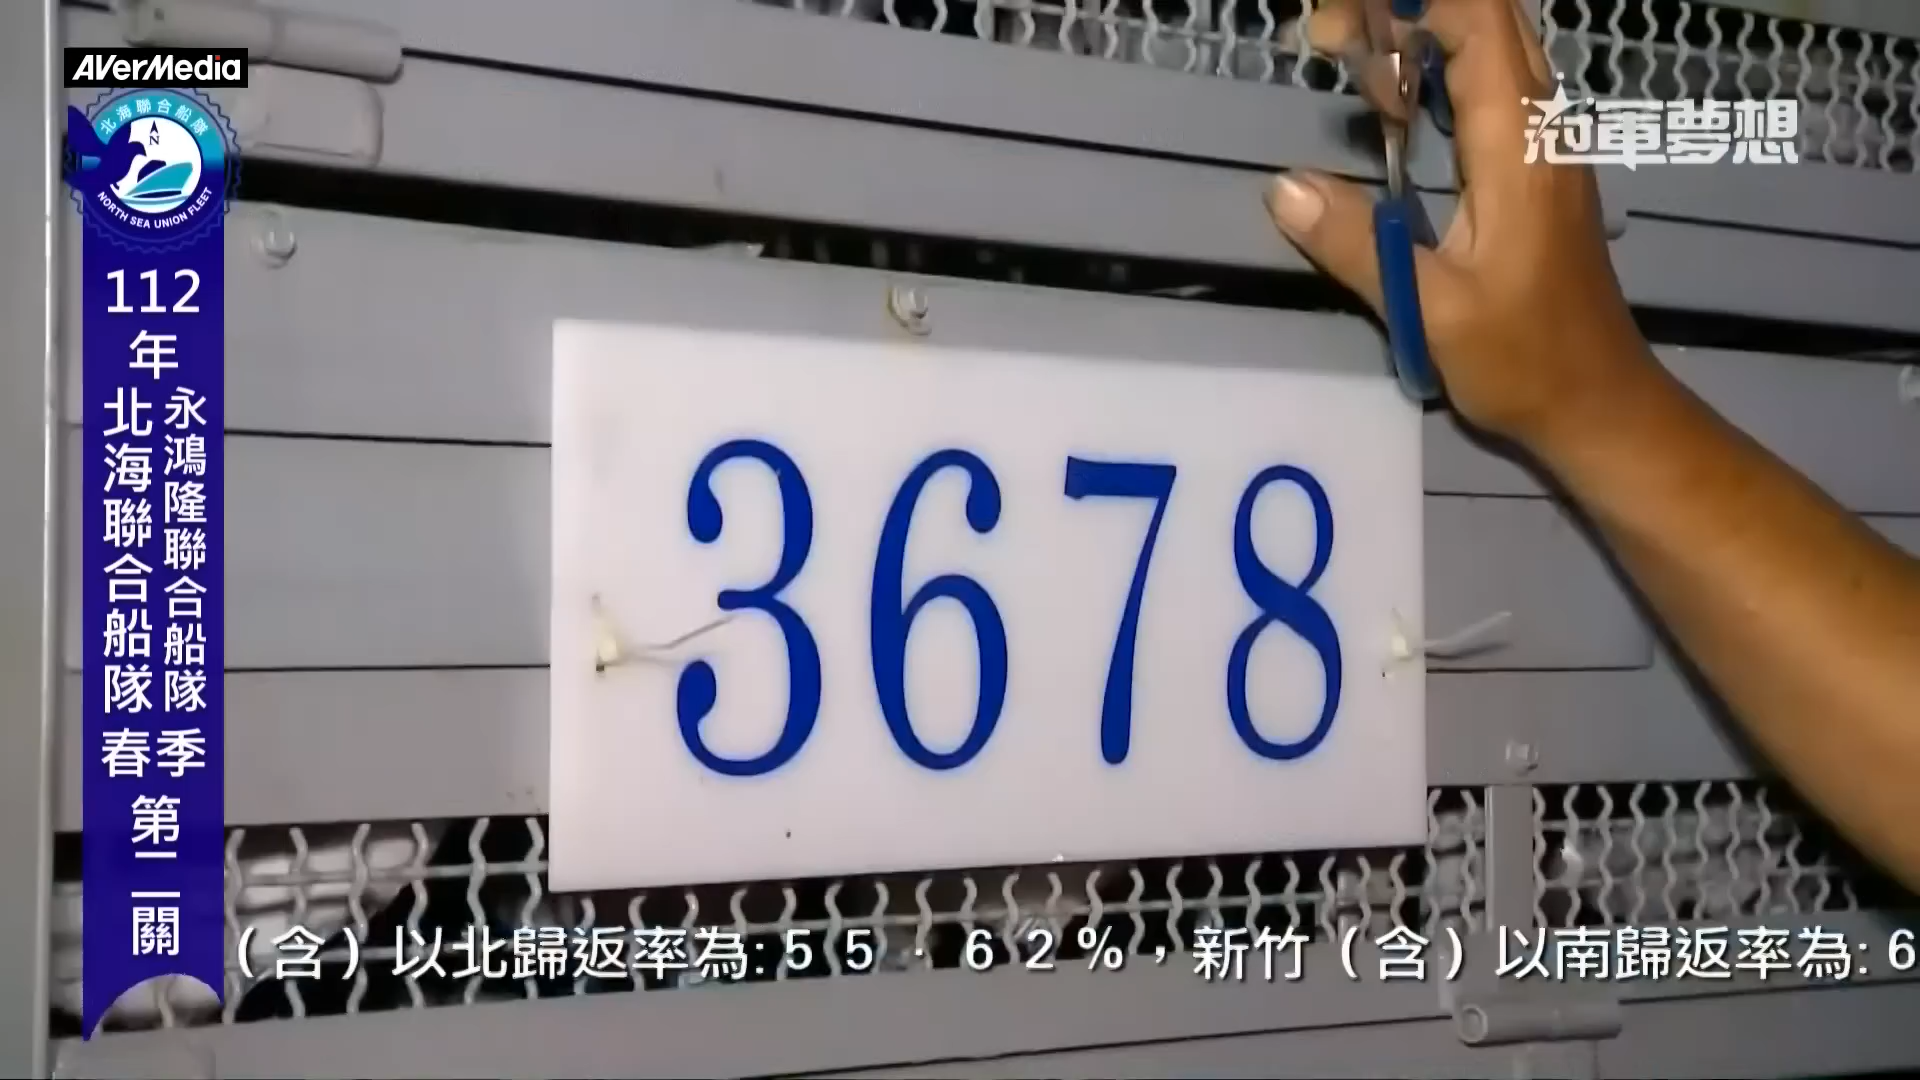 AVerMedia
北海聯合船隊
N
NORTH SEA UNION FLEET
112
年
永鴻隆聯合船隊
北海聯合船隊
春季
第二關
冠軍夢想
3678
（含）以北歸返率為:55．62%，新竹（含）以南歸返率為:6